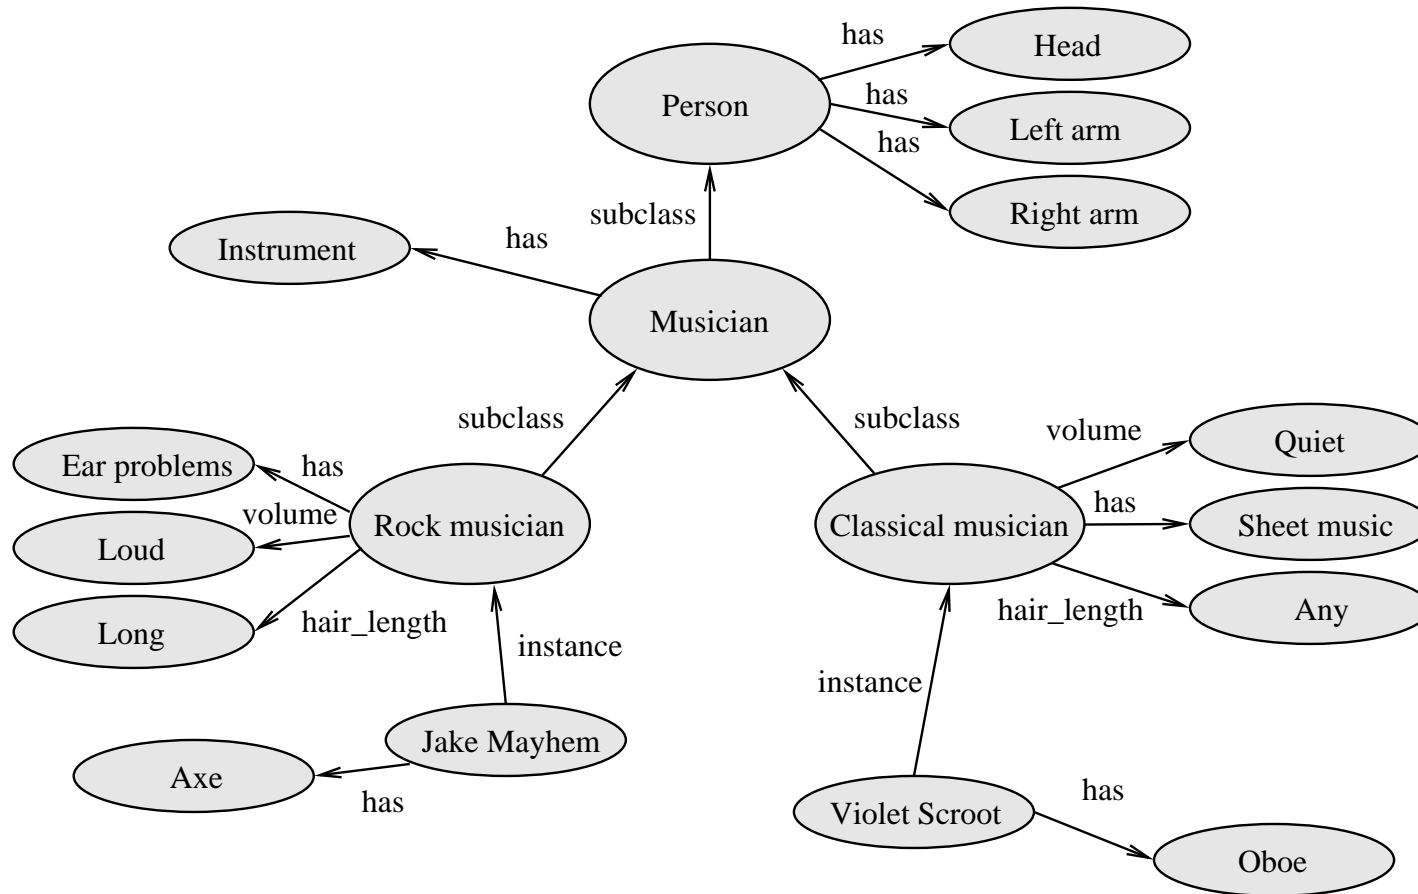 has
Head
Person
has
Left arm
has
Right arm
subclass
Instrument
has
Musician
subclass
subclass
volume
Quiet
Ear problems
has
has
volume
Rock musician
Classical musician
Sheet music
Loud
Long
hair_length
hair_length
Any
instance
instance
Jake Mayhem
Axe
has
Violet Scroot
has
Oboe